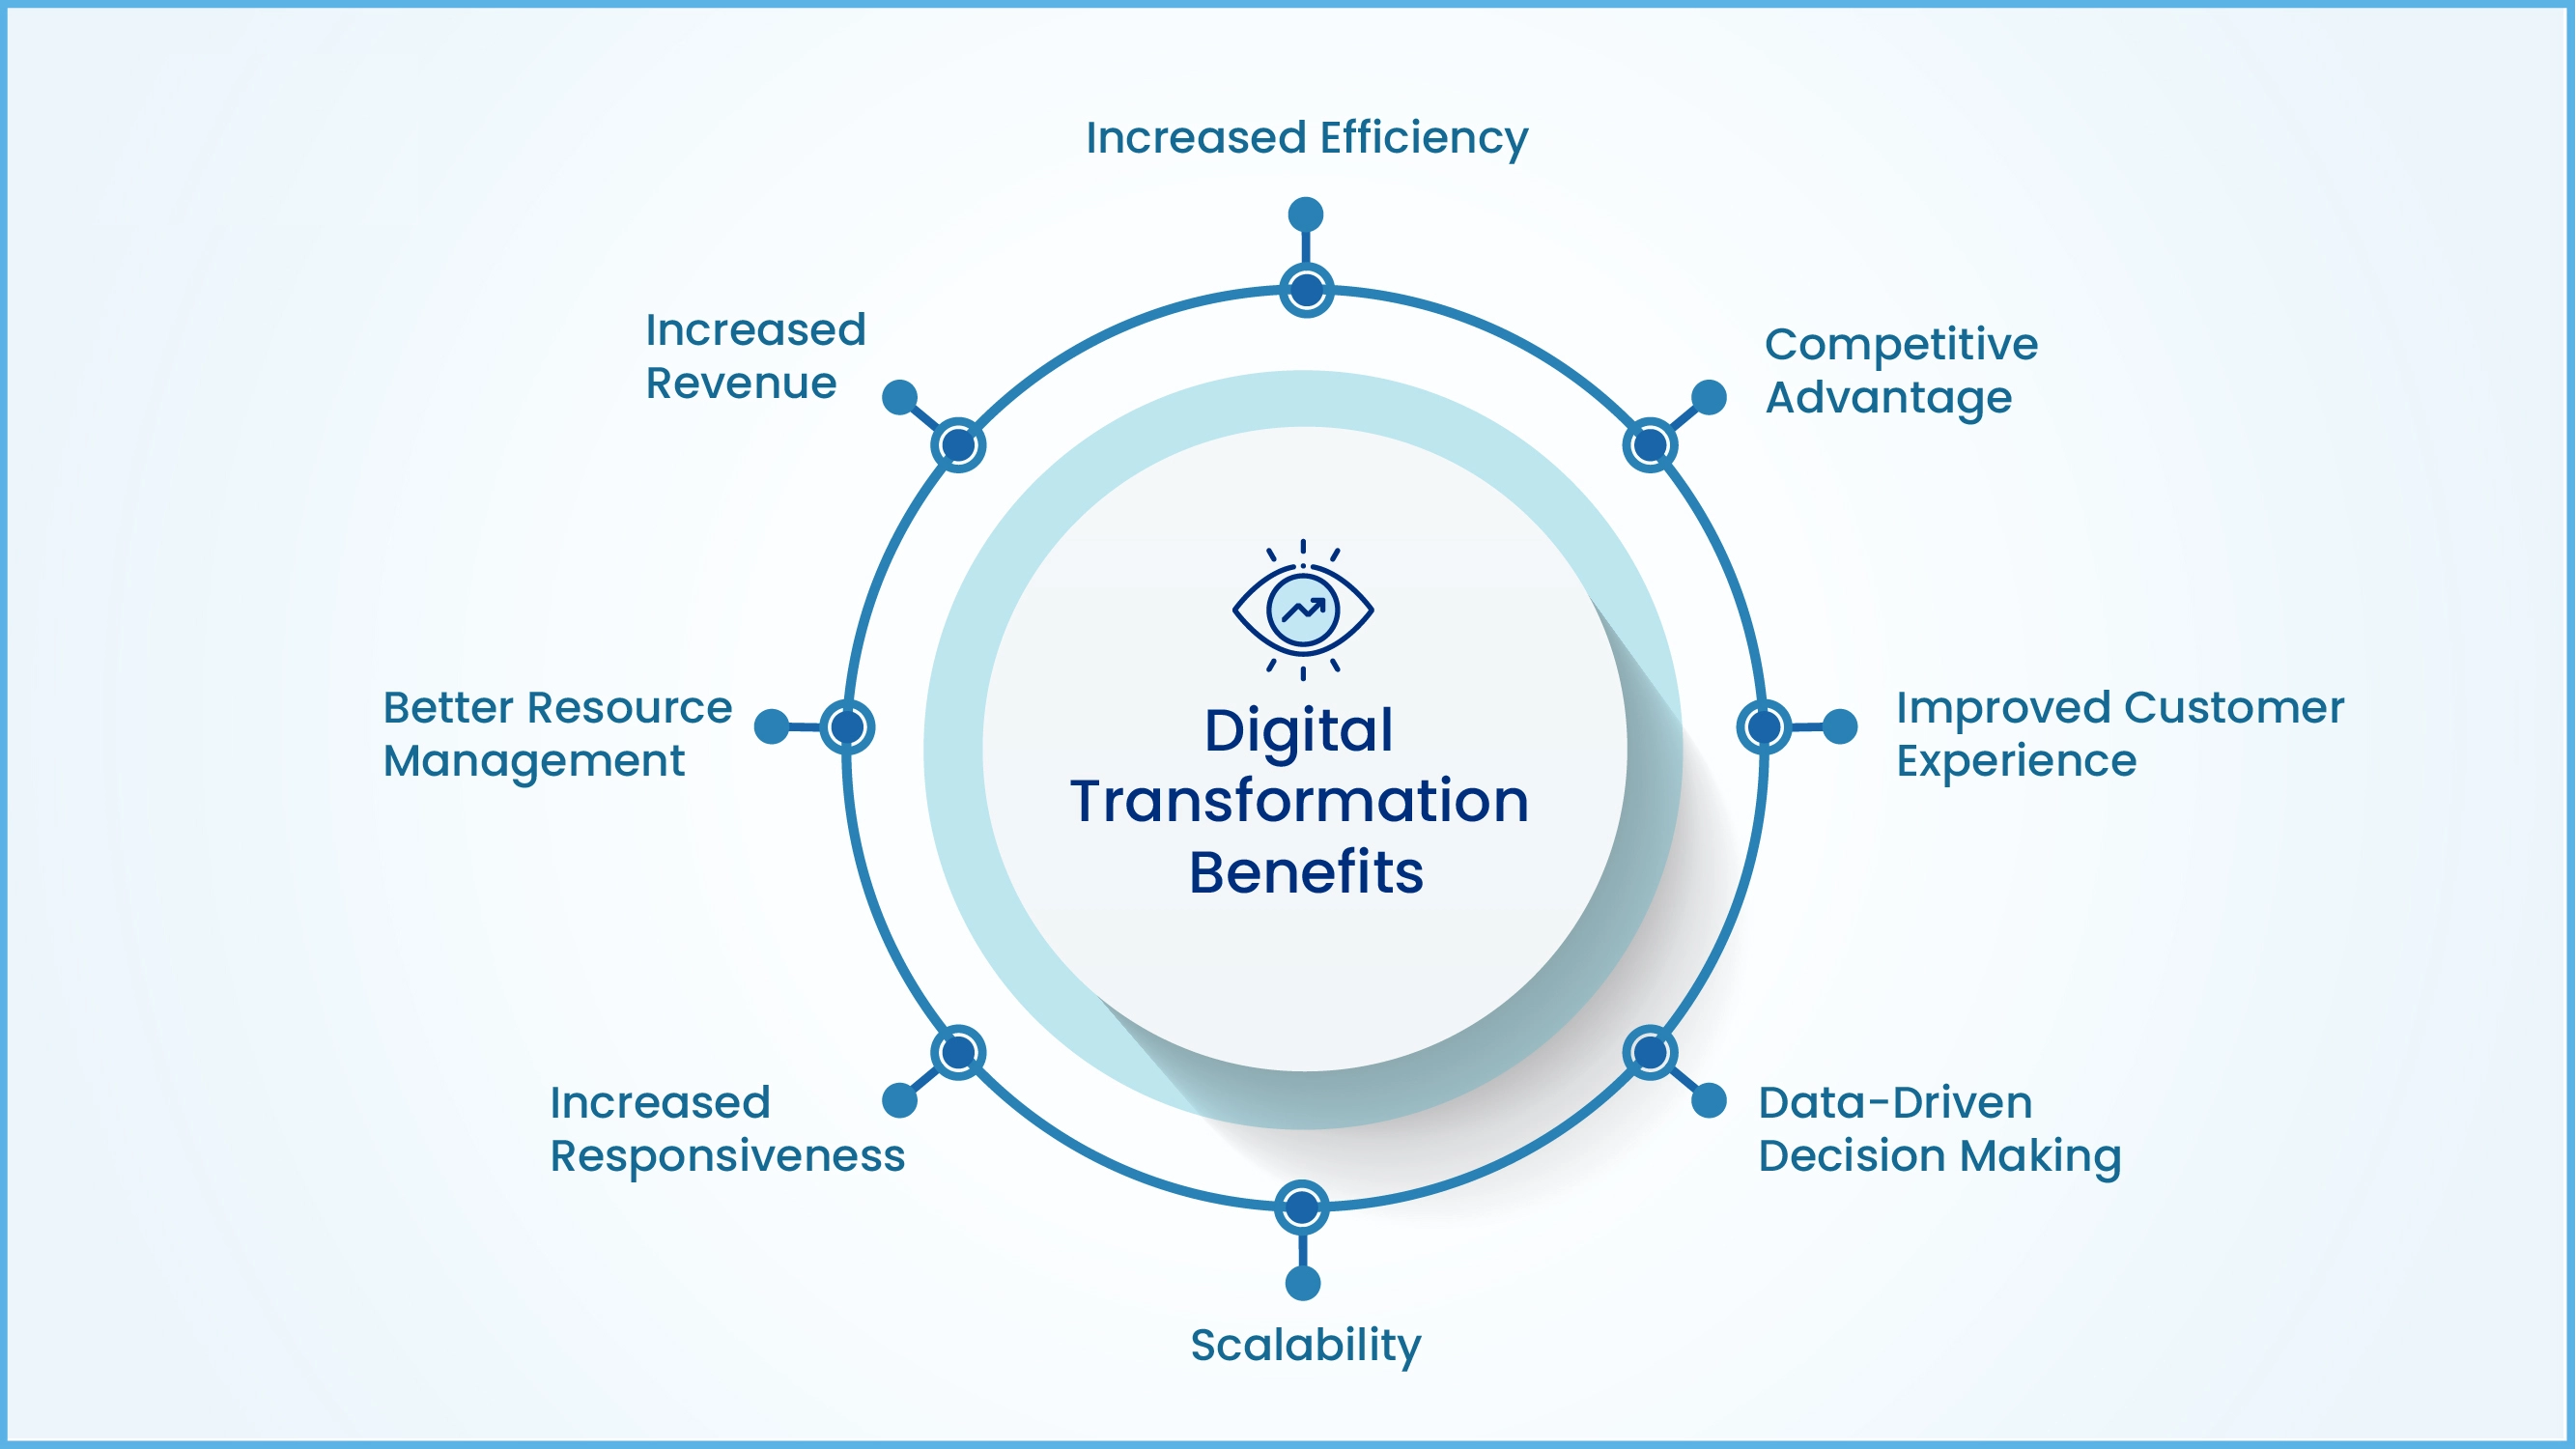 Increased Efficiency
Increased
Revenue
Competitive
Advantage
Better Resource
Management
Digital
Transformation
Benefits
Improved Customer
Experience
Increased
Responsiveness
Data-Driven
Decision Making
Scalability